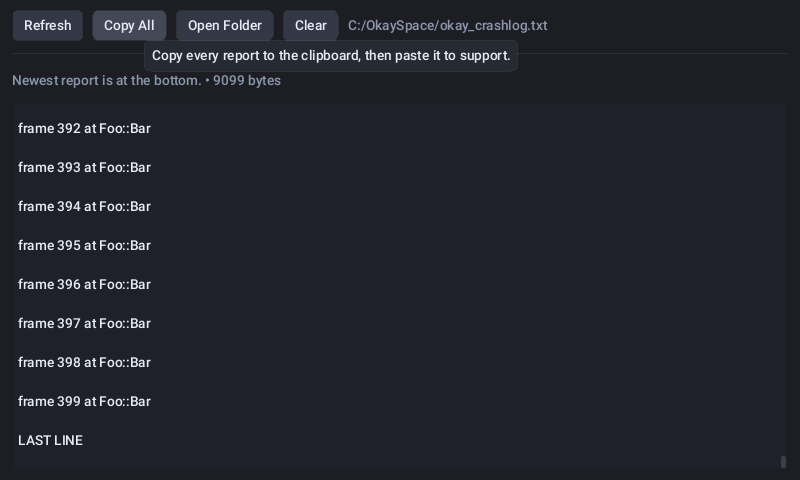 Refresh Copy All Open Folder Clear C:/OkaySpace/okay_crashlog.txt
Copy every report to the clipboard, then paste it to support.
Newest report is at the bottom. • 9099 bytes
frame 392 at Foo::Bar
frame 393 at Foo::Bar
frame 394 at Foo::Bar
frame 395 at Foo::Bar
frame 396 at Foo::Bar
frame 397 at Foo::Bar
frame 398 at Foo::Bar
frame 399 at Foo::Bar
LAST LINE